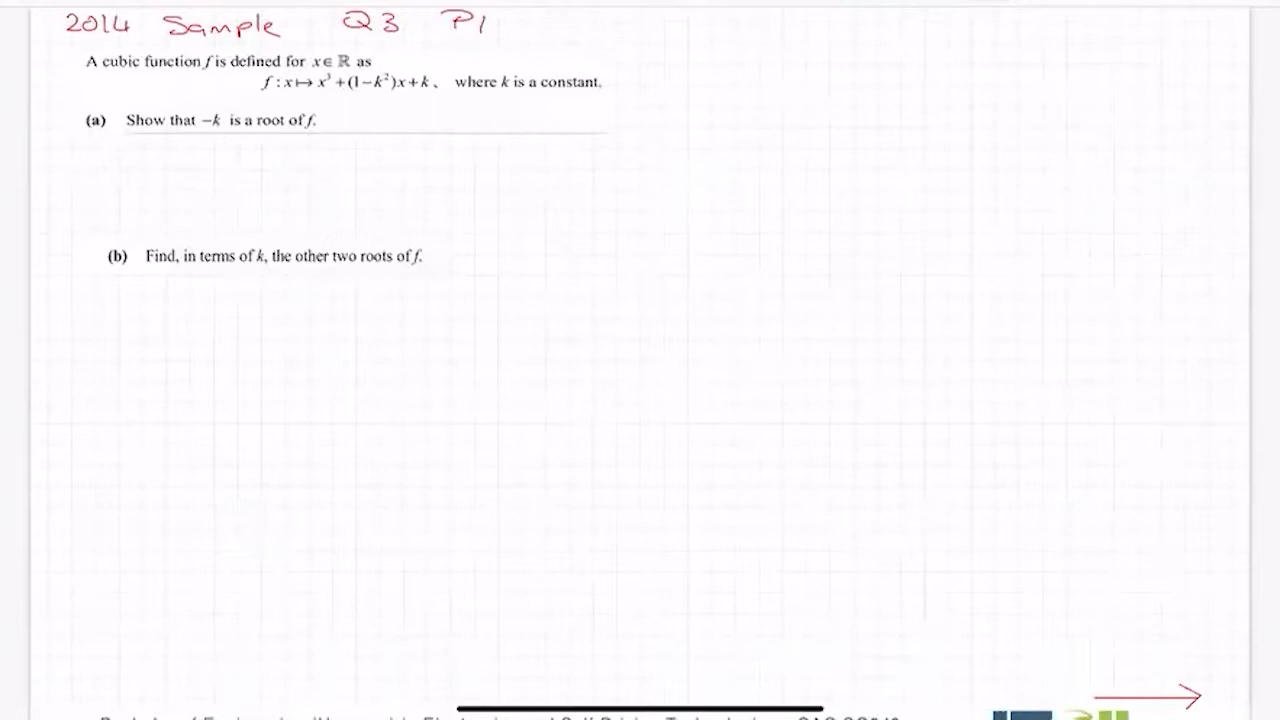 2014 Sample Q3 P1
A cubic function f is defined for x ∈ ℝ as
f : x ↦ x³ + (1 − k²)x + k, where k is a constant.
(a) Show that −k is a root of f.
(b) Find, in terms of k, the other two roots of f.